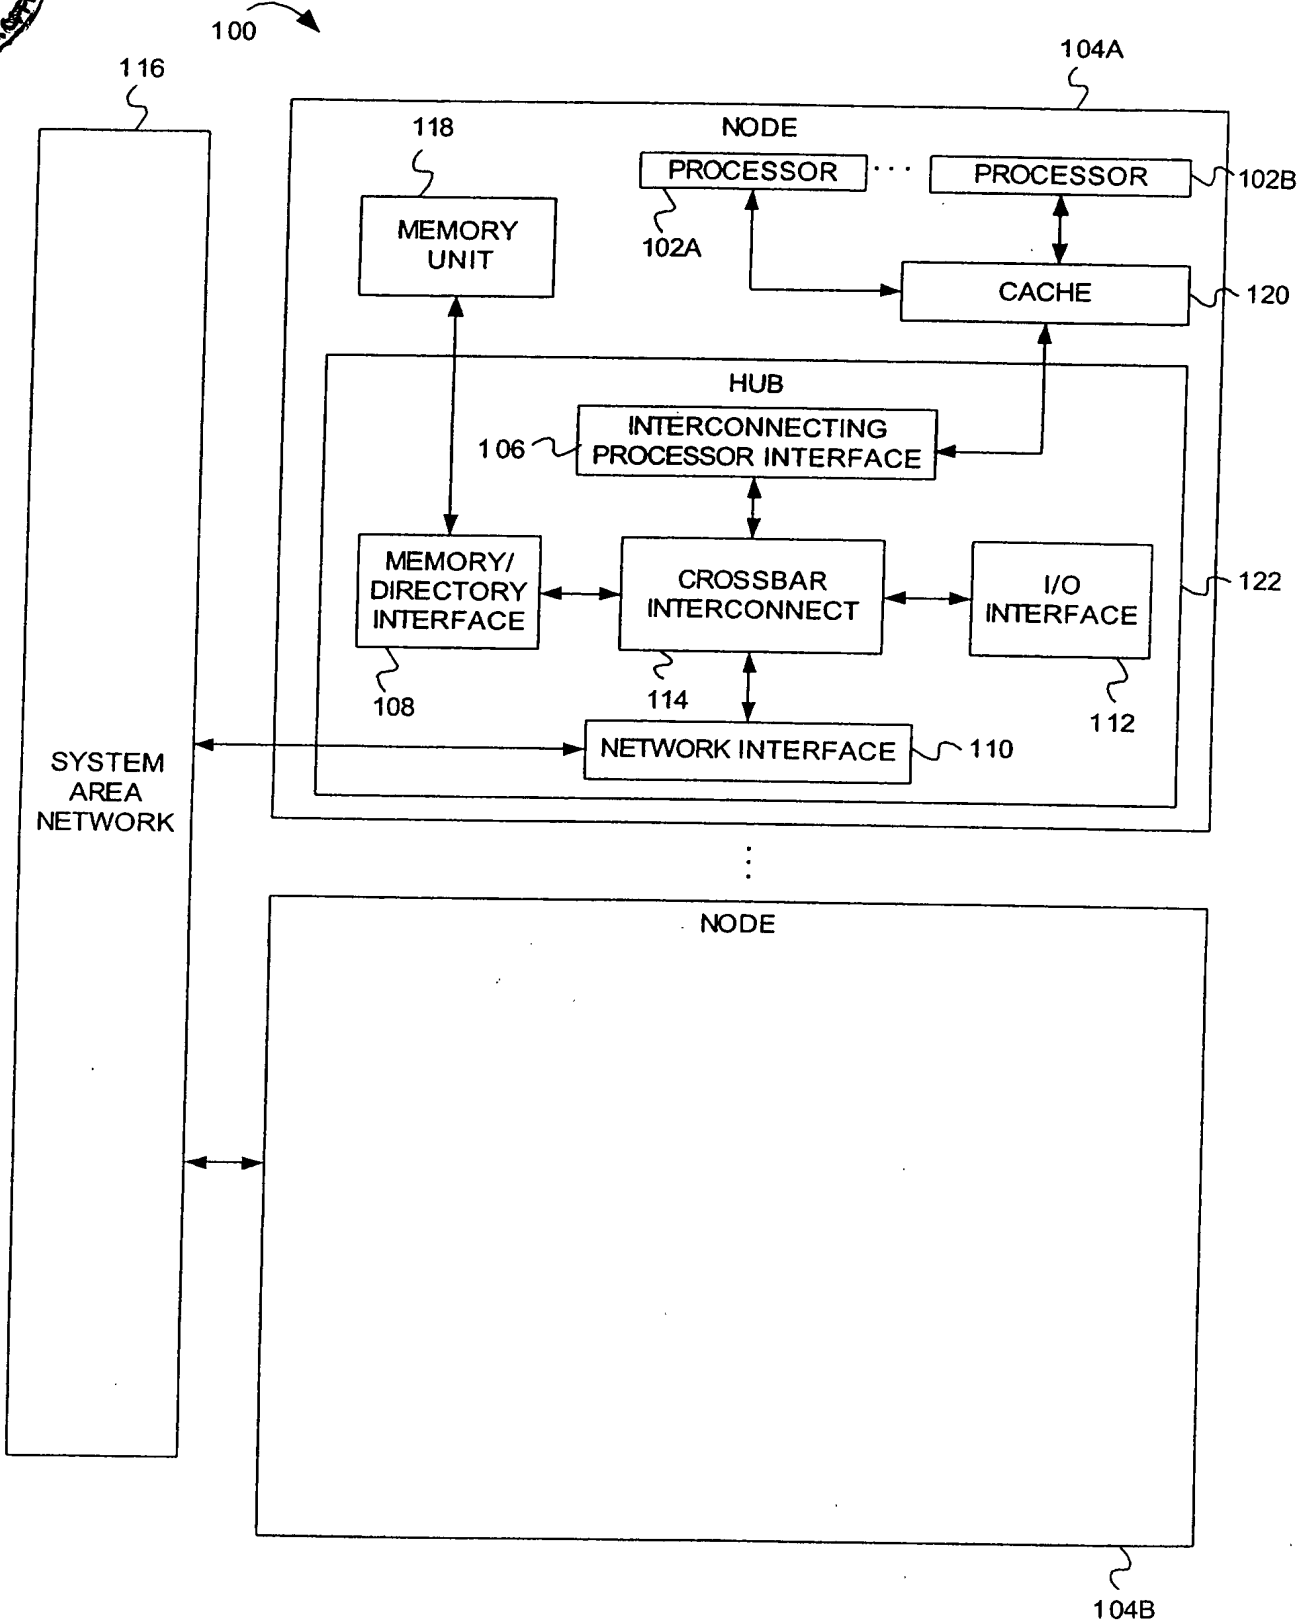 100
104A
116
NODE
118
PROCESSOR
. . .
PROCESSOR
102B
102A
MEMORY
UNIT
CACHE
120
HUB
INTERCONNECTING
PROCESSOR INTERFACE
106
MEMORY/
DIRECTORY
INTERFACE
CROSSBAR
INTERCONNECT
I/O
INTERFACE
122
108
114
112
NETWORK INTERFACE
110
SYSTEM
AREA
NETWORK
NODE
104B